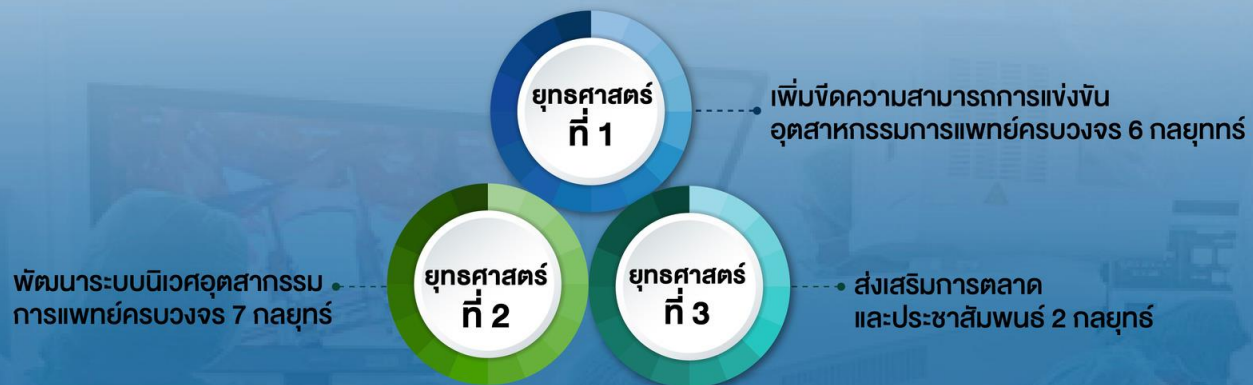 ยุทธศาสตร์
ที่ 1
เพิ่มขีดความสามารถการแข่งขัน
อุตสาหกรรมการแพทย์ครบวงจร 6 กลยุททร์
ยุทธศาสตร์
ที่ 2
พัฒนาระบบนิเวศอุตสากรรม
การแพทย์ครบวงจร 7 กลยุทร์
ยุทธศาสตร์
ที่ 3
ส่งเสริมการตลาด
และประชาสัมพนธ์ 2 กลยุทธ์